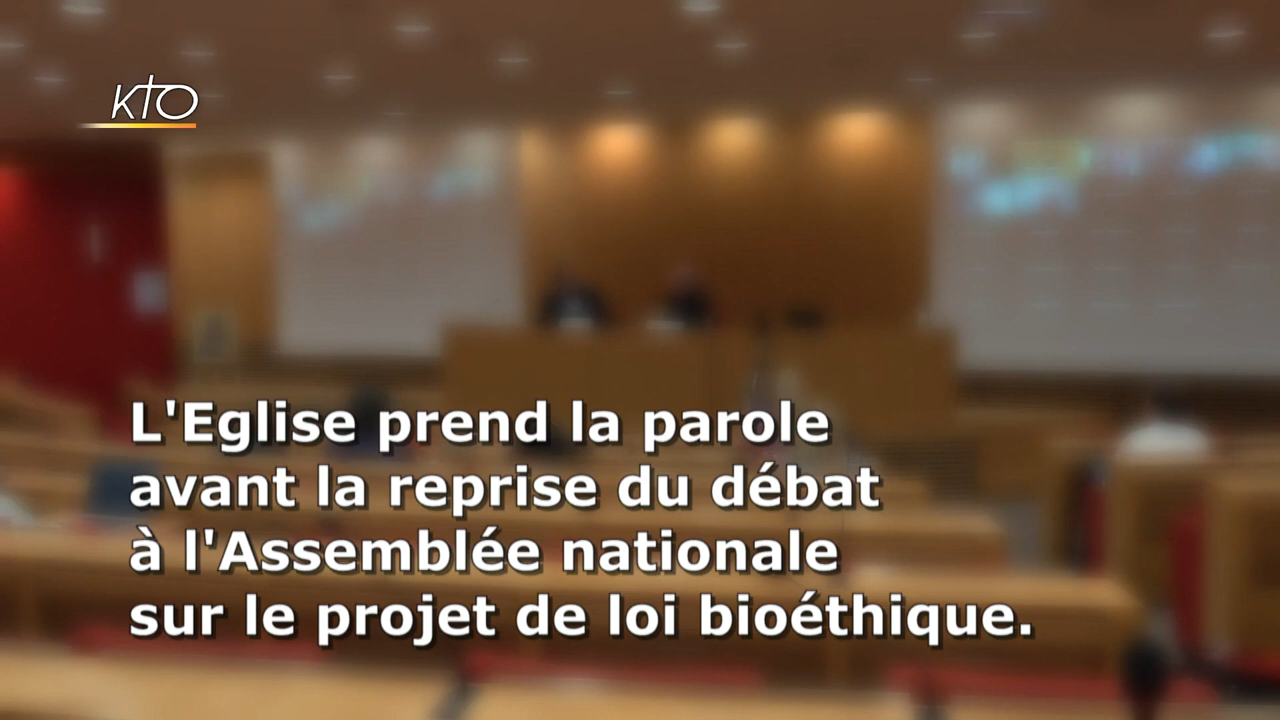 KTO
L'Eglise prend la parole
avant la reprise du débat
à l'Assemblée nationale
sur le projet de loi bioéthique.